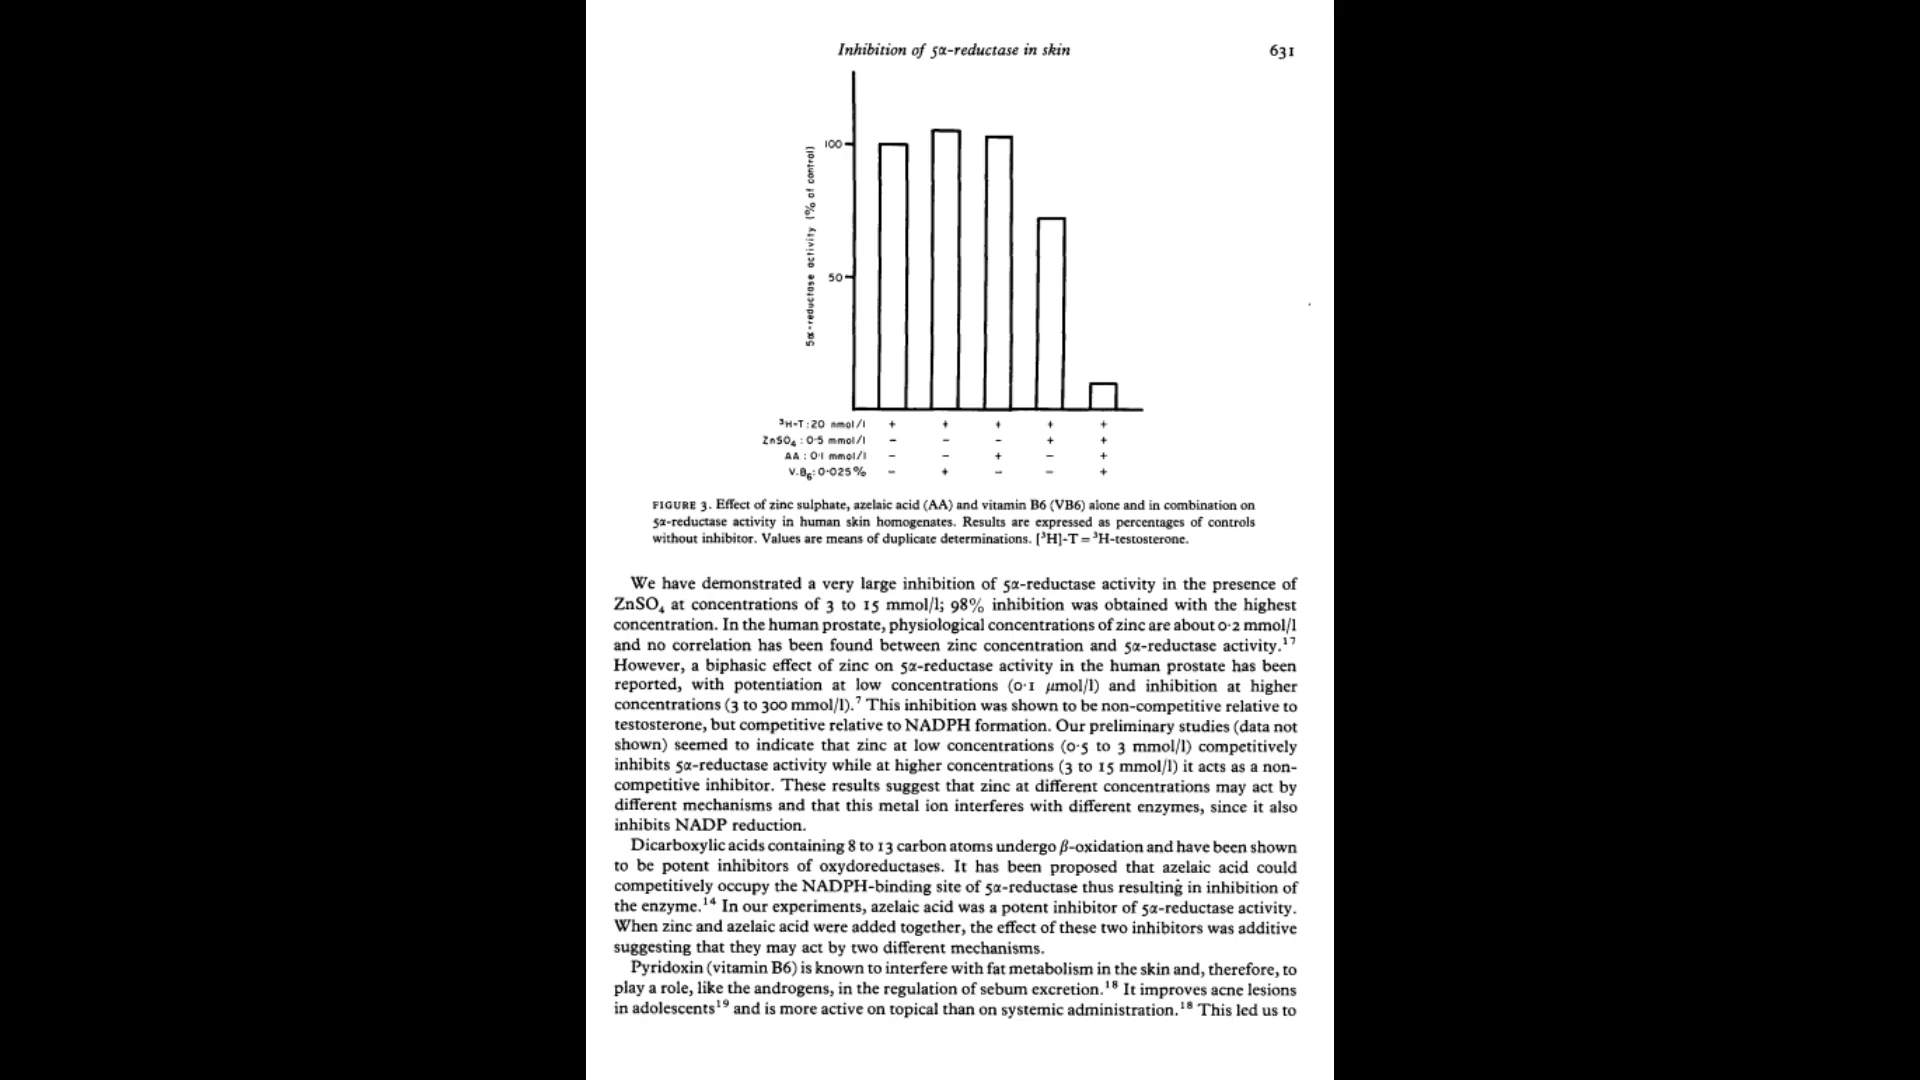 Inhibition of 5α-reductase in skin 631
5α-reductase activity (% of control)
100
50
³H-T:20 nmol/l + + + + +
ZnSO₄ : 0·5 mmol/l − − − + +
AA : 0·1 mmol/l − − + − +
V.B₆: 0·025% − + − − +
FIGURE 3. Effect of zinc sulphate, azelaic acid (AA) and vitamin B6 (VB6) alone and in combination on
5α-reductase activity in human skin homogenates. Results are expressed as percentages of controls
without inhibitor. Values are means of duplicate determinations. [³H]-T = ³H-testosterone.
We have demonstrated a very large inhibition of 5α-reductase activity in the presence of
ZnSO₄ at concentrations of 3 to 15 mmol/l; 98% inhibition was obtained with the highest
concentration. In the human prostate, physiological concentrations of zinc are about 0·2 mmol/l
and no correlation has been found between zinc concentration and 5α-reductase activity.¹⁷
However, a biphasic effect of zinc on 5α-reductase activity in the human prostate has been
reported, with potentiation at low concentrations (0·1 μmol/l) and inhibition at higher
concentrations (3 to 300 mmol/l).⁷ This inhibition was shown to be non-competitive relative to
testosterone, but competitive relative to NADPH formation. Our preliminary studies (data not
shown) seemed to indicate that zinc at low concentrations (0·5 to 3 mmol/l) competitively
inhibits 5α-reductase activity while at higher concentrations (3 to 15 mmol/l) it acts as a non-
competitive inhibitor. These results suggest that zinc at different concentrations may act by
different mechanisms and that this metal ion interferes with different enzymes, since it also
inhibits NADP reduction.
Dicarboxylic acids containing 8 to 13 carbon atoms undergo β-oxidation and have been shown
to be potent inhibitors of oxydoreductases. It has been proposed that azelaic acid could
competitively occupy the NADPH-binding site of 5α-reductase thus resulting in inhibition of
the enzyme.¹⁴ In our experiments, azelaic acid was a potent inhibitor of 5α-reductase activity.
When zinc and azelaic acid were added together, the effect of these two inhibitors was additive
suggesting that they may act by two different mechanisms.
Pyridoxin (vitamin B6) is known to interfere with fat metabolism in the skin and, therefore, to
play a role, like the androgens, in the regulation of sebum excretion.¹⁸ It improves acne lesions
in adolescents¹⁹ and is more active on topical than on systemic administration.¹⁸ This led us to